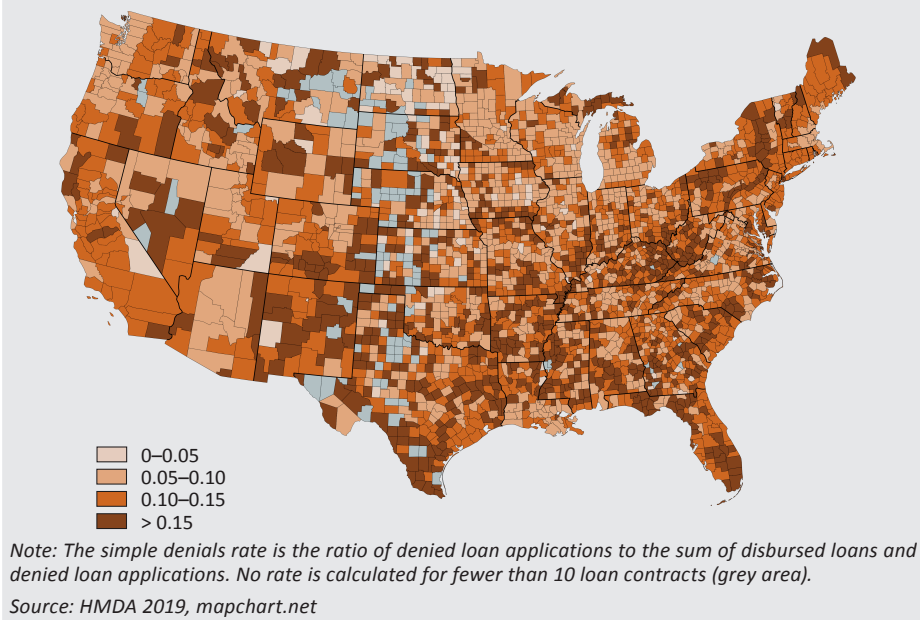 0–0.05
0.05–0.10
0.10–0.15
> 0.15
Note: The simple denials rate is the ratio of denied loan applications to the sum of disbursed loans and
denied loan applications. No rate is calculated for fewer than 10 loan contracts (grey area).
Source: HMDA 2019, mapchart.net